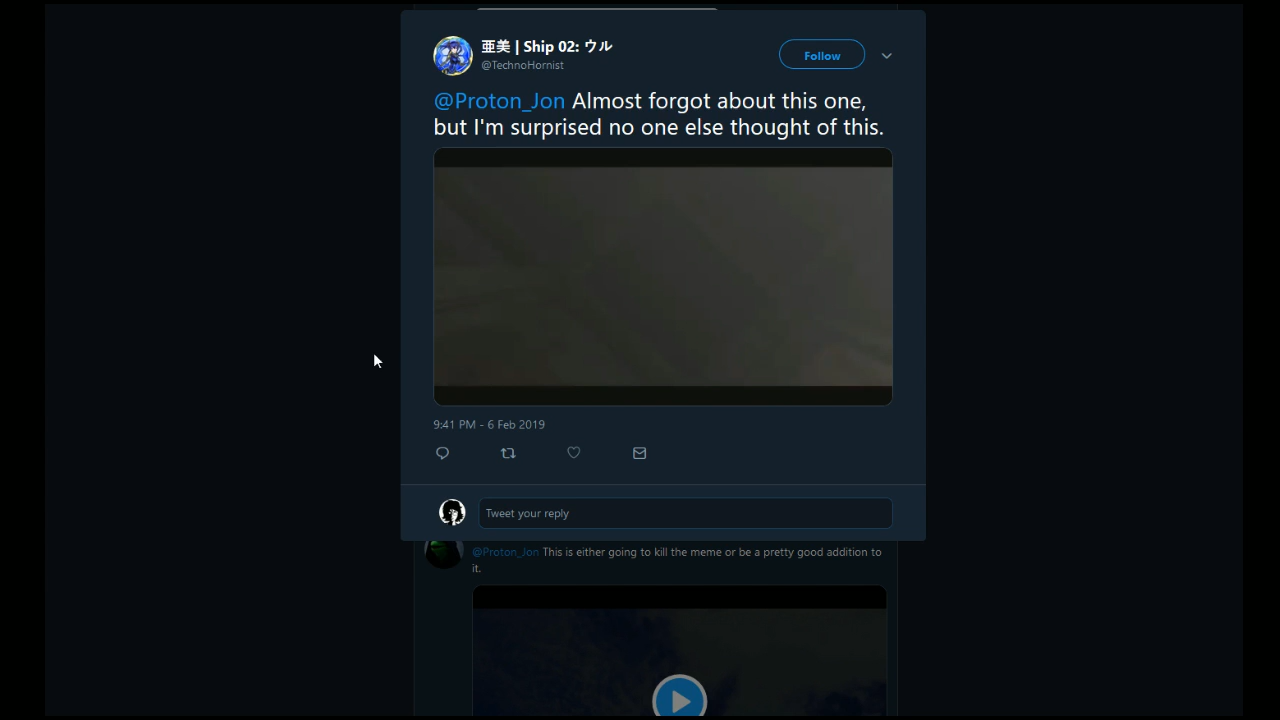 亜美 | Ship 02: ウル
@TechnoHornist
Follow
@Proton_Jon Almost forgot about this one,
but I'm surprised no one else thought of this.
9:41 PM - 6 Feb 2019
Tweet your reply
@Proton_Jon This is either going to kill the meme or be a pretty good addition to
it.